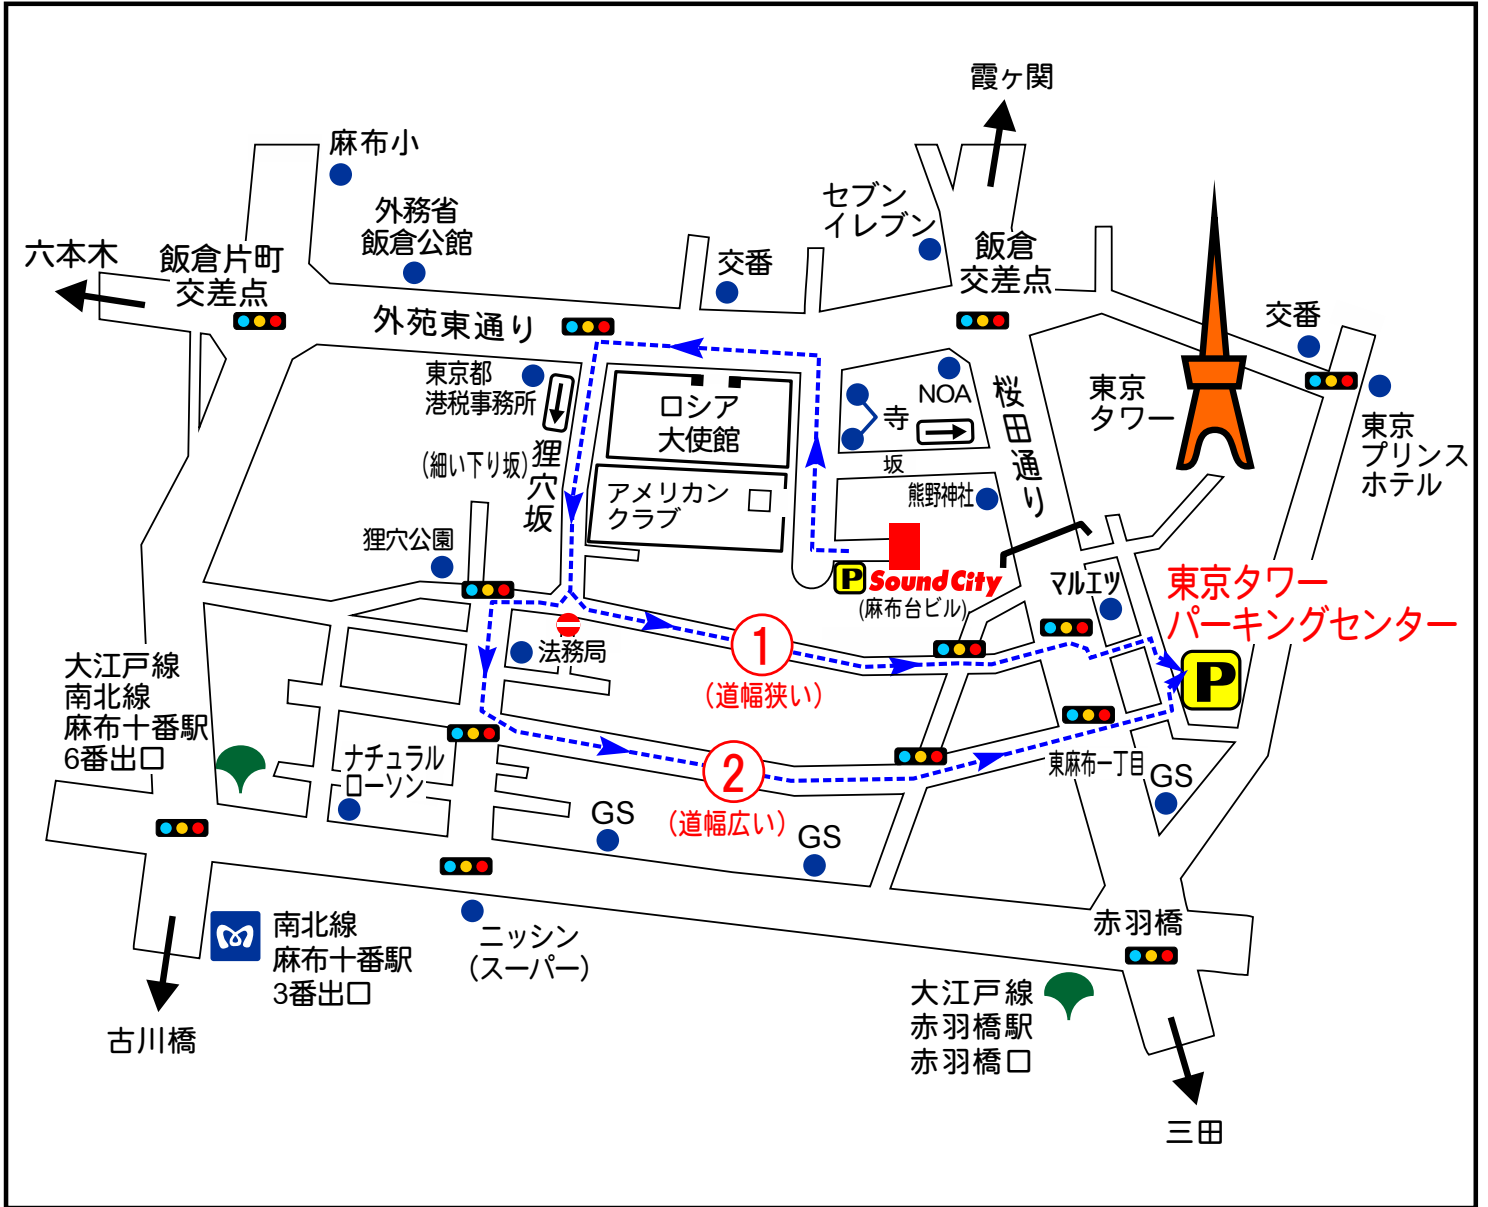 霞ヶ関
麻布小
外務省
飯倉公館
セブン
イレブン
六本木
飯倉片町
交差点
交番
飯倉
交差点
外苑東通り
交番
東京都
港税事務所
ロシア
大使館
NOA
寺
桜田通り
東京
タワー
東京
プリンス
ホテル
(細い下り坂)
狸穴坂
アメリカン
クラブ
坂
熊野神社
狸穴公園
P
Sound City
(麻布台ビル)
マルエツ
東京タワー
パーキングセンター
法務局
1
(道幅狭い)
P
大江戸線
南北線
麻布十番駅
6番出口
ナチュラル
ローソン
2
(道幅広い)
東麻布一丁目
GS
GS
GS
南北線
麻布十番駅
3番出口
ニッシン
(スーパー)
赤羽橋
大江戸線
赤羽橋駅
赤羽橋口
古川橋
三田